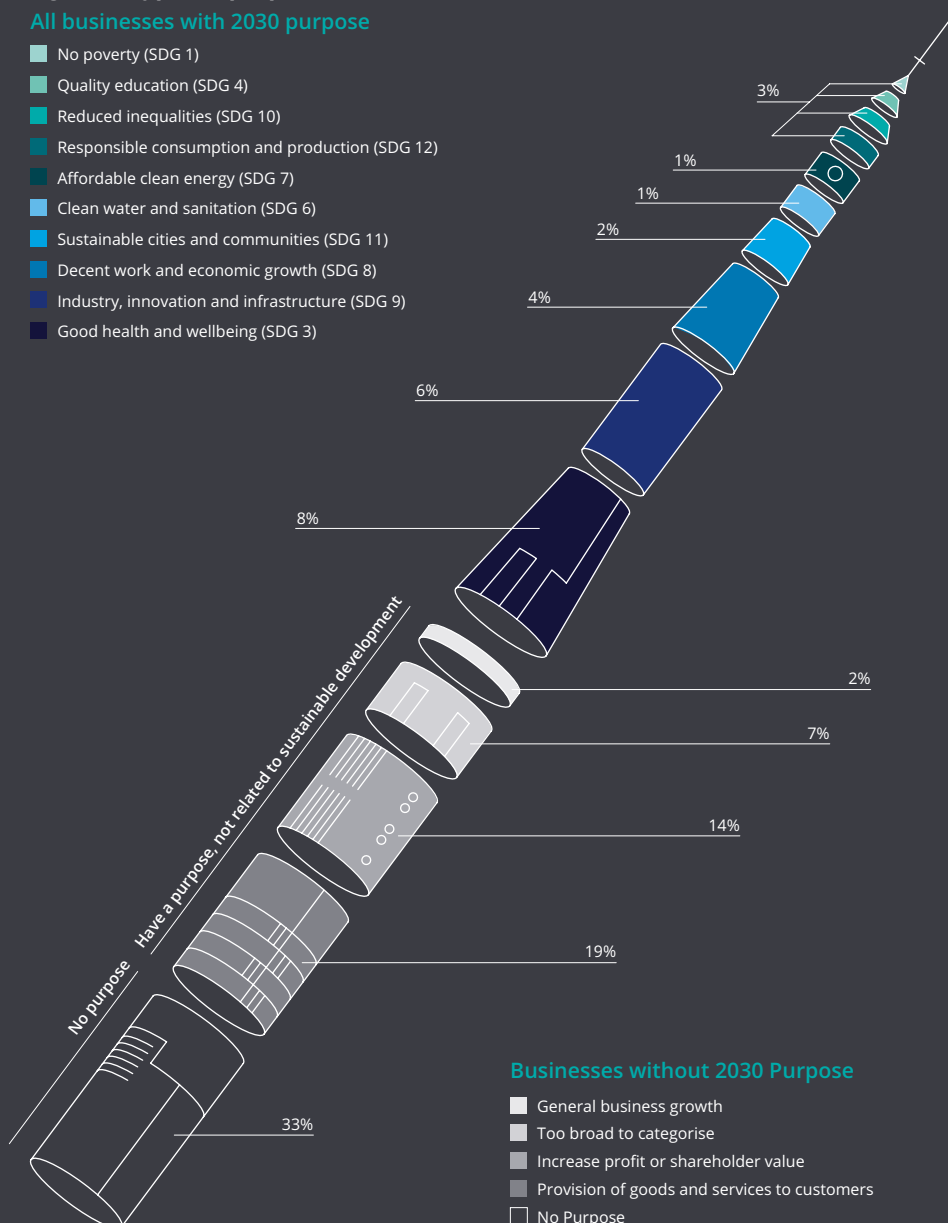 All businesses with 2030 purpose
No poverty (SDG 1)
Quality education (SDG 4)
Reduced inequalities (SDG 10)
Responsible consumption and production (SDG 12)
Affordable clean energy (SDG 7)
Clean water and sanitation (SDG 6)
Sustainable cities and communities (SDG 11)
Decent work and economic growth (SDG 8)
Industry, innovation and infrastructure (SDG 9)
Good health and wellbeing (SDG 3)
3%
1%
1%
2%
4%
6%
8%
Have a purpose, not related to sustainable development
2%
7%
14%
19%
No purpose
33%
Businesses without 2030 Purpose
General business growth
Too broad to categorise
Increase profit or shareholder value
Provision of goods and services to customers
No Purpose